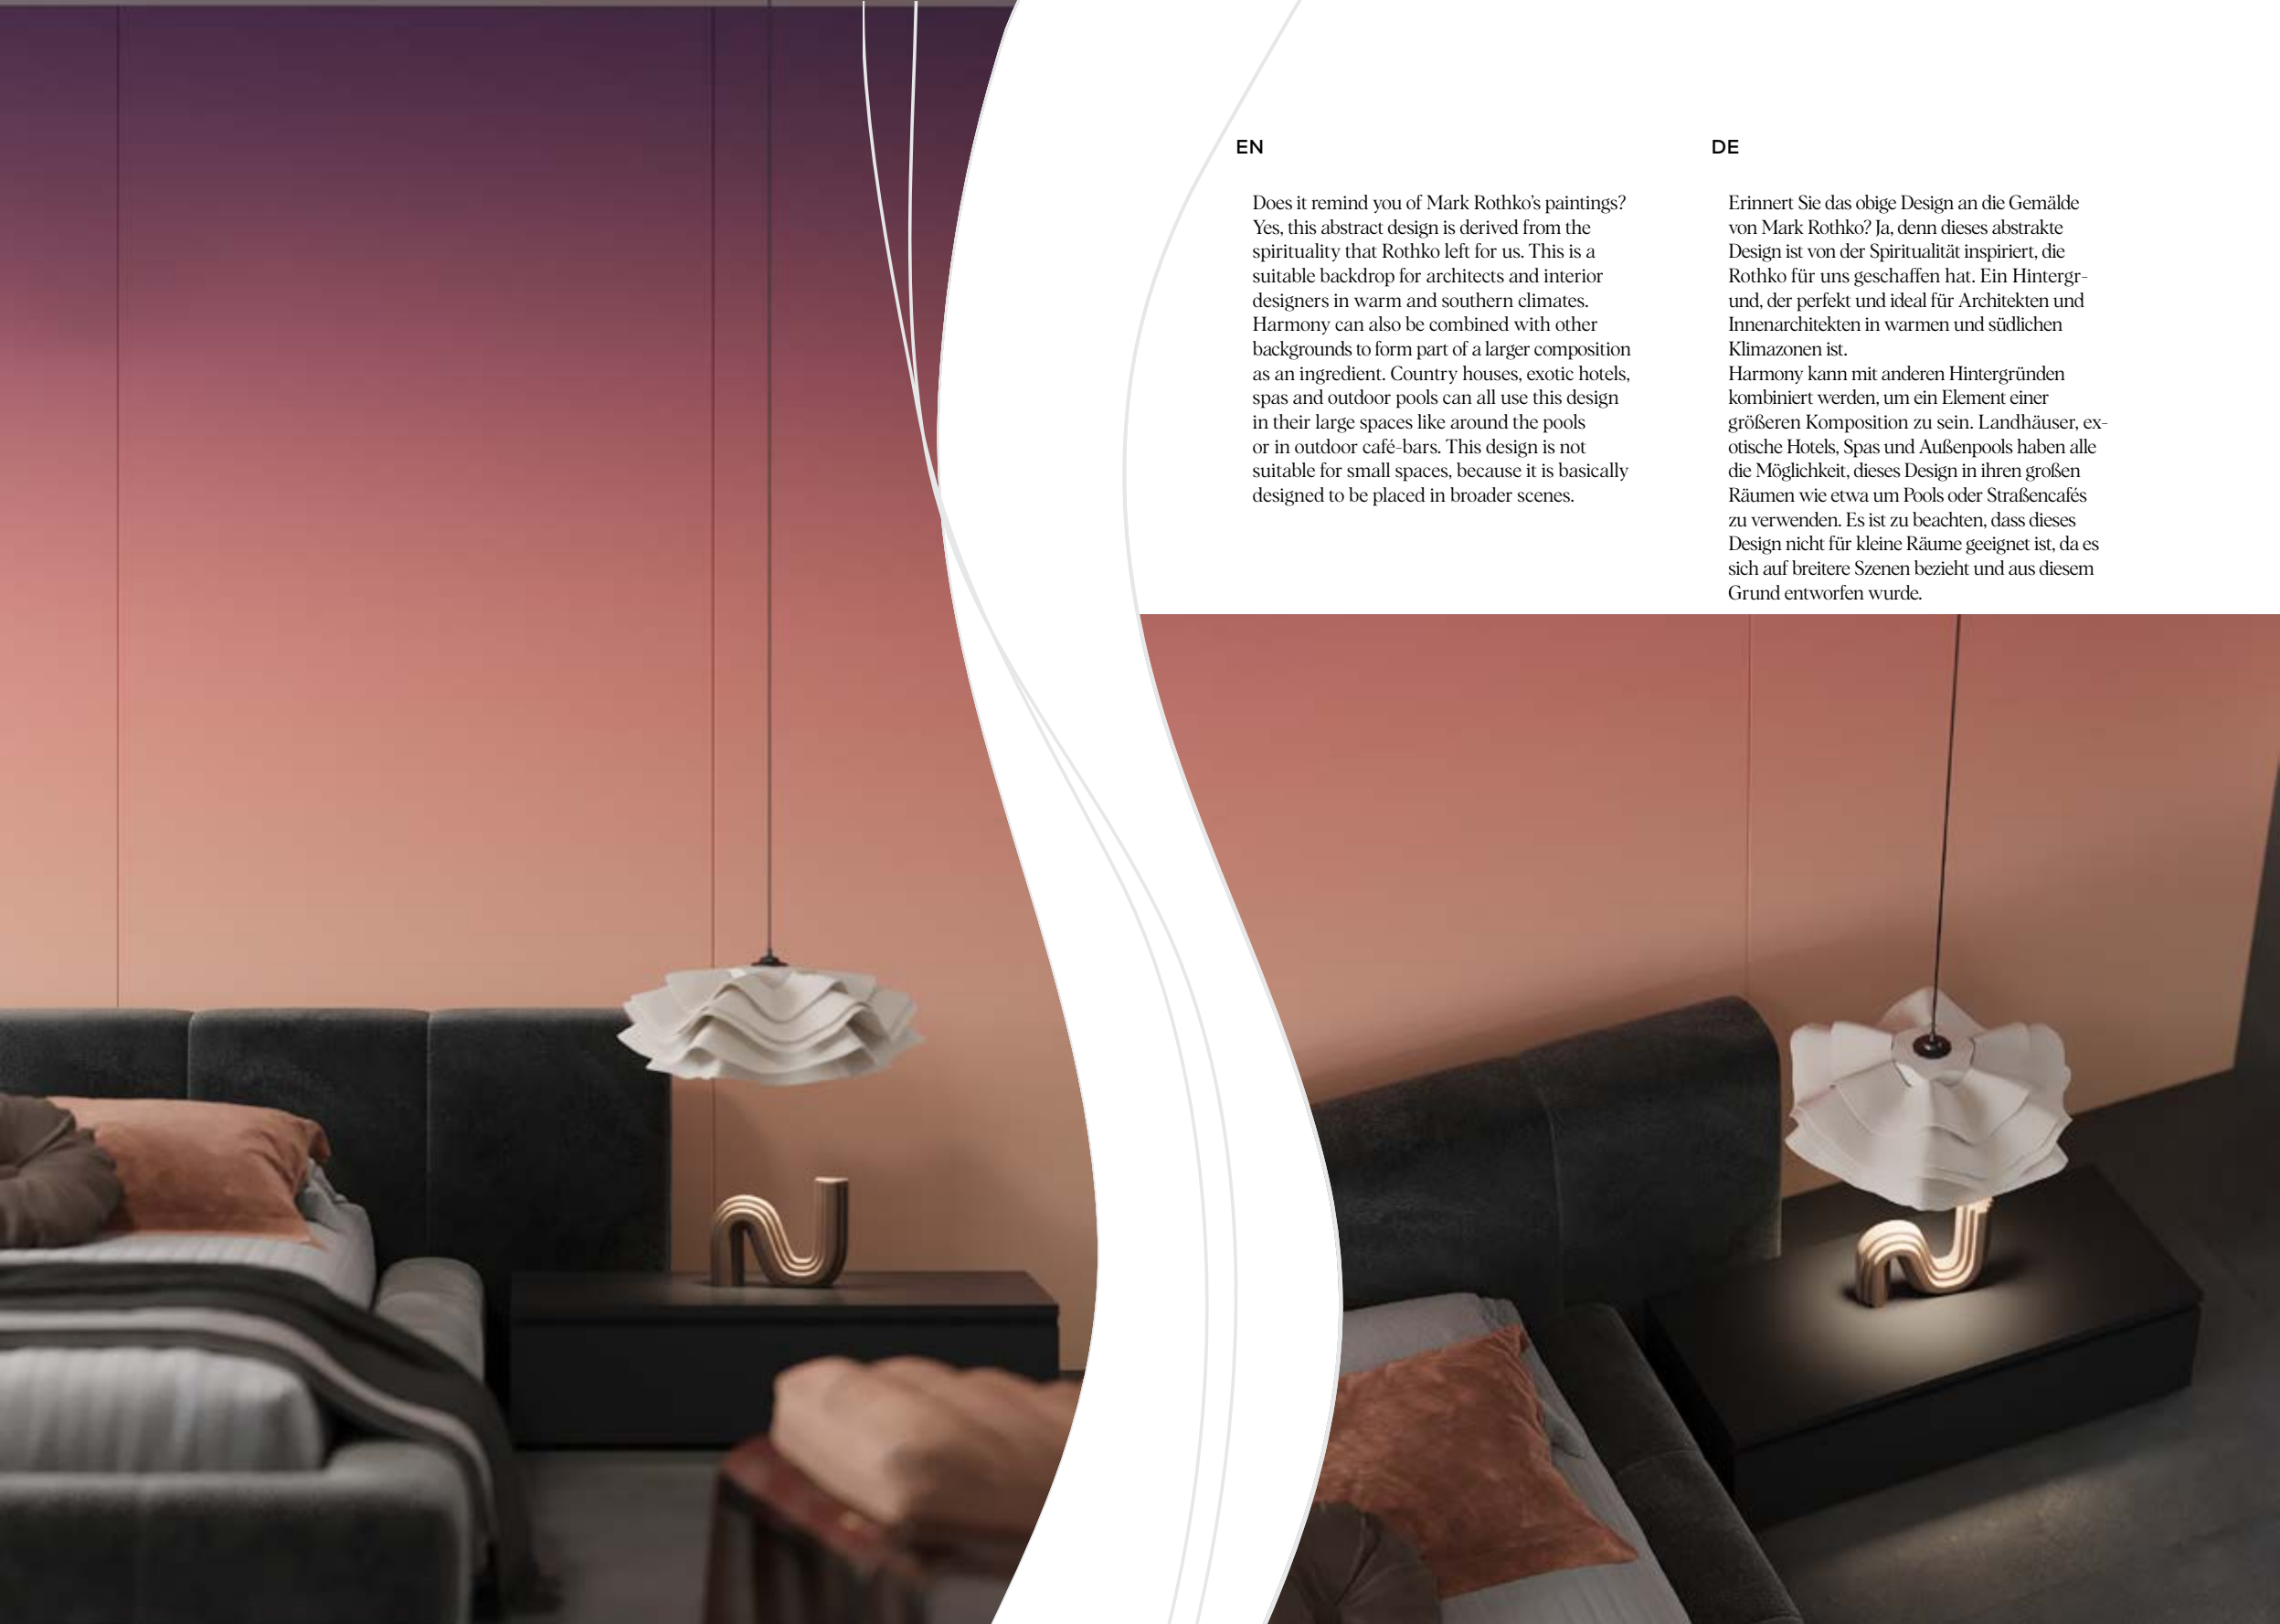 EN
Does it remind you of Mark Rothko's paintings?
Yes, this abstract design is derived from the
spirituality that Rothko left for us. This is a
suitable backdrop for architects and interior
designers in warm and southern climates.
Harmony can also be combined with other
backgrounds to form part of a larger composition
as an ingredient. Country houses, exotic hotels,
spas and outdoor pools can all use this design
in their large spaces like around the pools
or in outdoor café-bars. This design is not
suitable for small spaces, because it is basically
designed to be placed in broader scenes.
DE
Erinnert Sie das obige Design an die Gemälde
von Mark Rothko? Ja, denn dieses abstrakte
Design ist von der Spiritualität inspiriert, die
Rothko für uns geschaffen hat. Ein Hintergr-
und, der perfekt und ideal für Architekten und
Innenarchitekten in warmen und südlichen
Klimazonen ist.
Harmony kann mit anderen Hintergründen
kombiniert werden, um ein Element einer
größeren Komposition zu sein. Landhäuser, ex-
otische Hotels, Spas und Außenpools haben alle
die Möglichkeit, dieses Design in ihren großen
Räumen wie etwa um Pools oder Straßencafés
zu verwenden. Es ist zu beachten, dass dieses
Design nicht für kleine Räume geeignet ist, da es
sich auf breitere Szenen bezieht und aus diesem
Grund entworfen wurde.